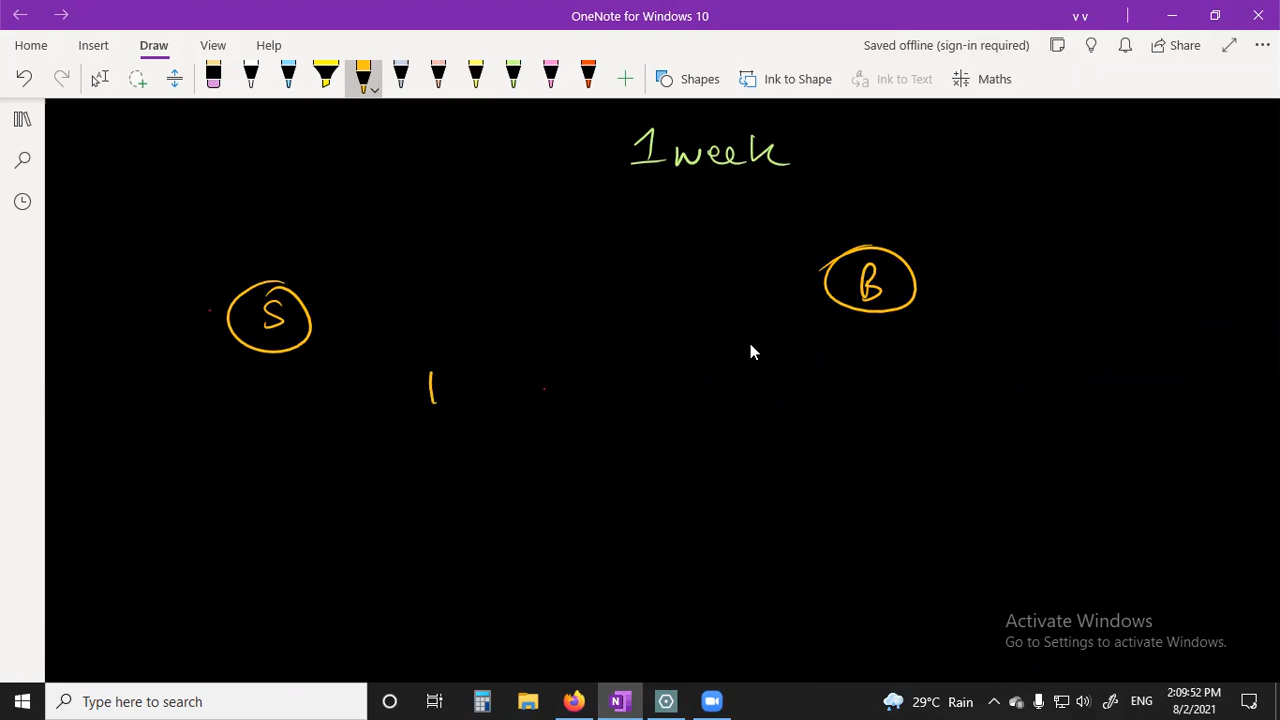 OneNote for Windows 10
v v
Home Insert Draw View Help
Saved offline (sign-in required)
Share
Shapes
Ink to Shape
Ink to Text
Maths
1 week
S
B
Activate Windows
Go to Settings to activate Windows.
Type here to search
29°C Rain
ENG
2:09:52 PM
8/2/2021